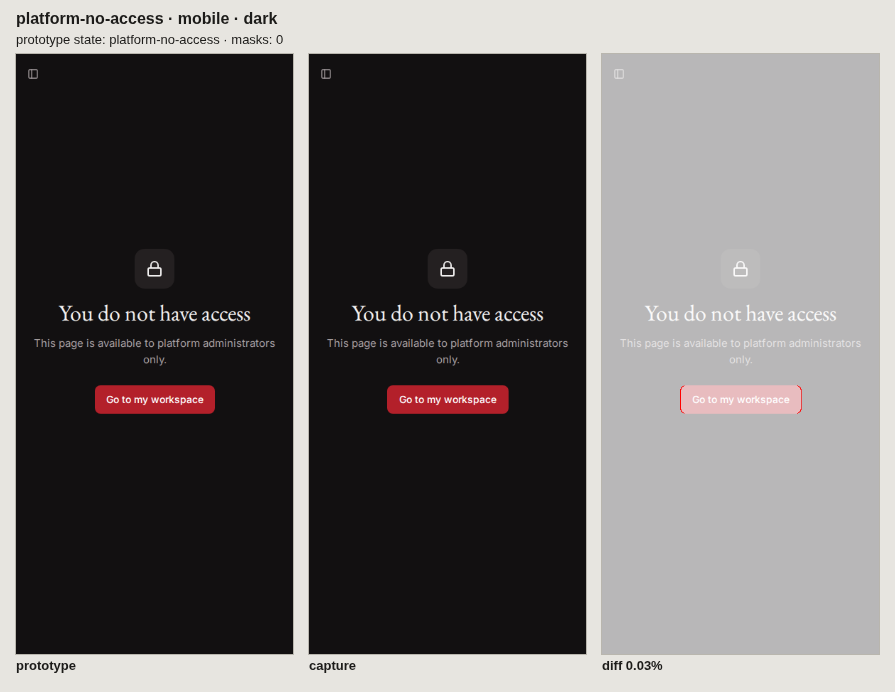 platform-no-access · mobile · dark
prototype state: platform-no-access · masks: 0
You do not have access
This page is available to platform administrators
only.
Go to my workspace
prototype
You do not have access
This page is available to platform administrators
only.
Go to my workspace
capture
You do not have access
This page is available to platform administrators
only.
Go to my workspace
diff 0.03%